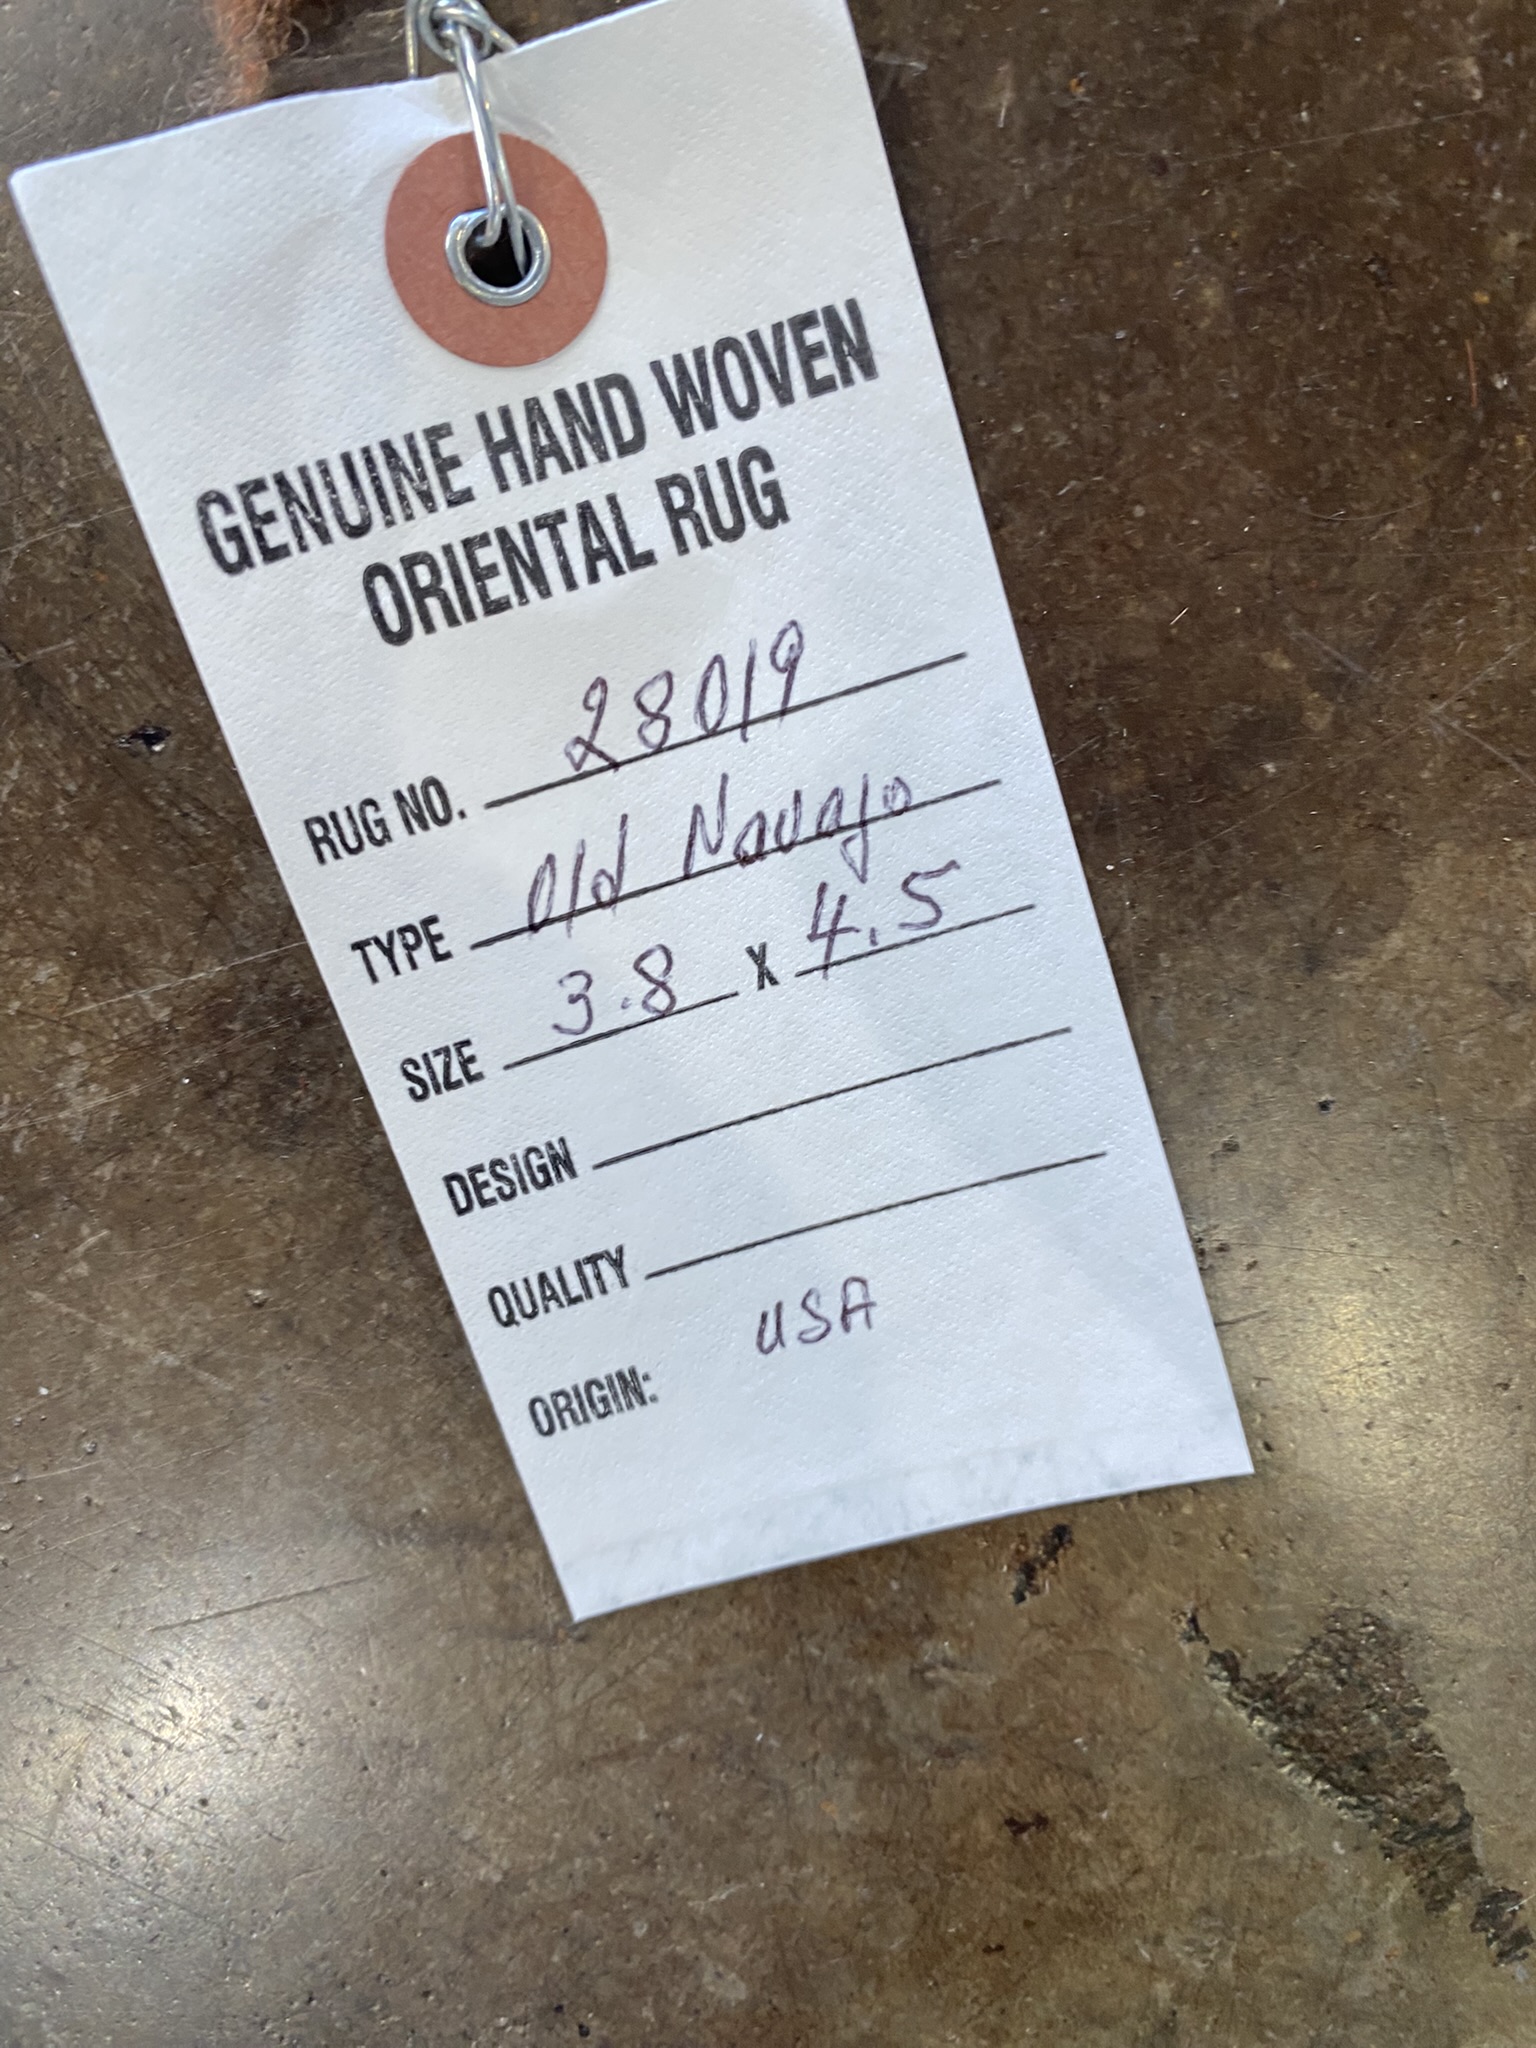 GENUINE HAND WOVEN
ORIENTAL RUG
RUG NO. 28019
TYPE Old Navajo
SIZE 3.8 X 4.5
DESIGN
QUALITY
ORIGIN: USA